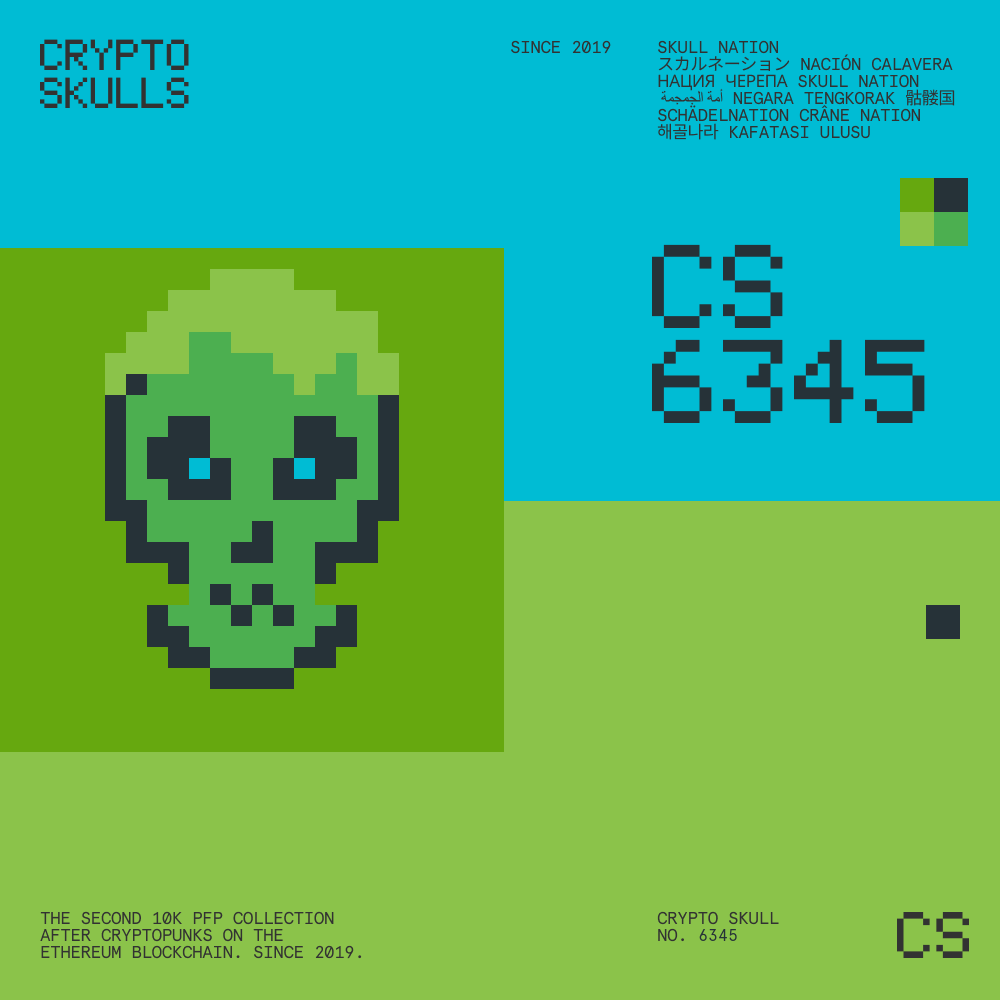 CRYPTO
SKULLS
SINCE 2019
SKULL NATION
スカルネーション NACIÓN CALAVERA
НАЦИЯ ЧЕРЕПА SKULL NATION
أمة الجمجمة NEGARA TENGKORAK 骷髅国
SCHÄDELNATION CRÂNE NATION
해골나라 KAFATASI ULUSU
CS
6345
THE SECOND 10K PFP COLLECTION
AFTER CRYPTOPUNKS ON THE
ETHEREUM BLOCKCHAIN. SINCE 2019.
CRYPTO SKULL
NO. 6345
CS